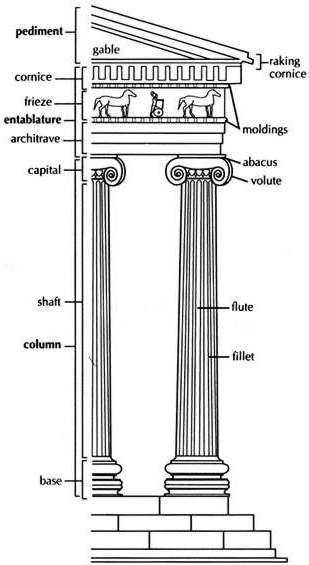 pediment
gable
raking
cornice
cornice
frieze
moldings
entablature
architrave
abacus
capital
volute
shaft
flute
column
fillet
base